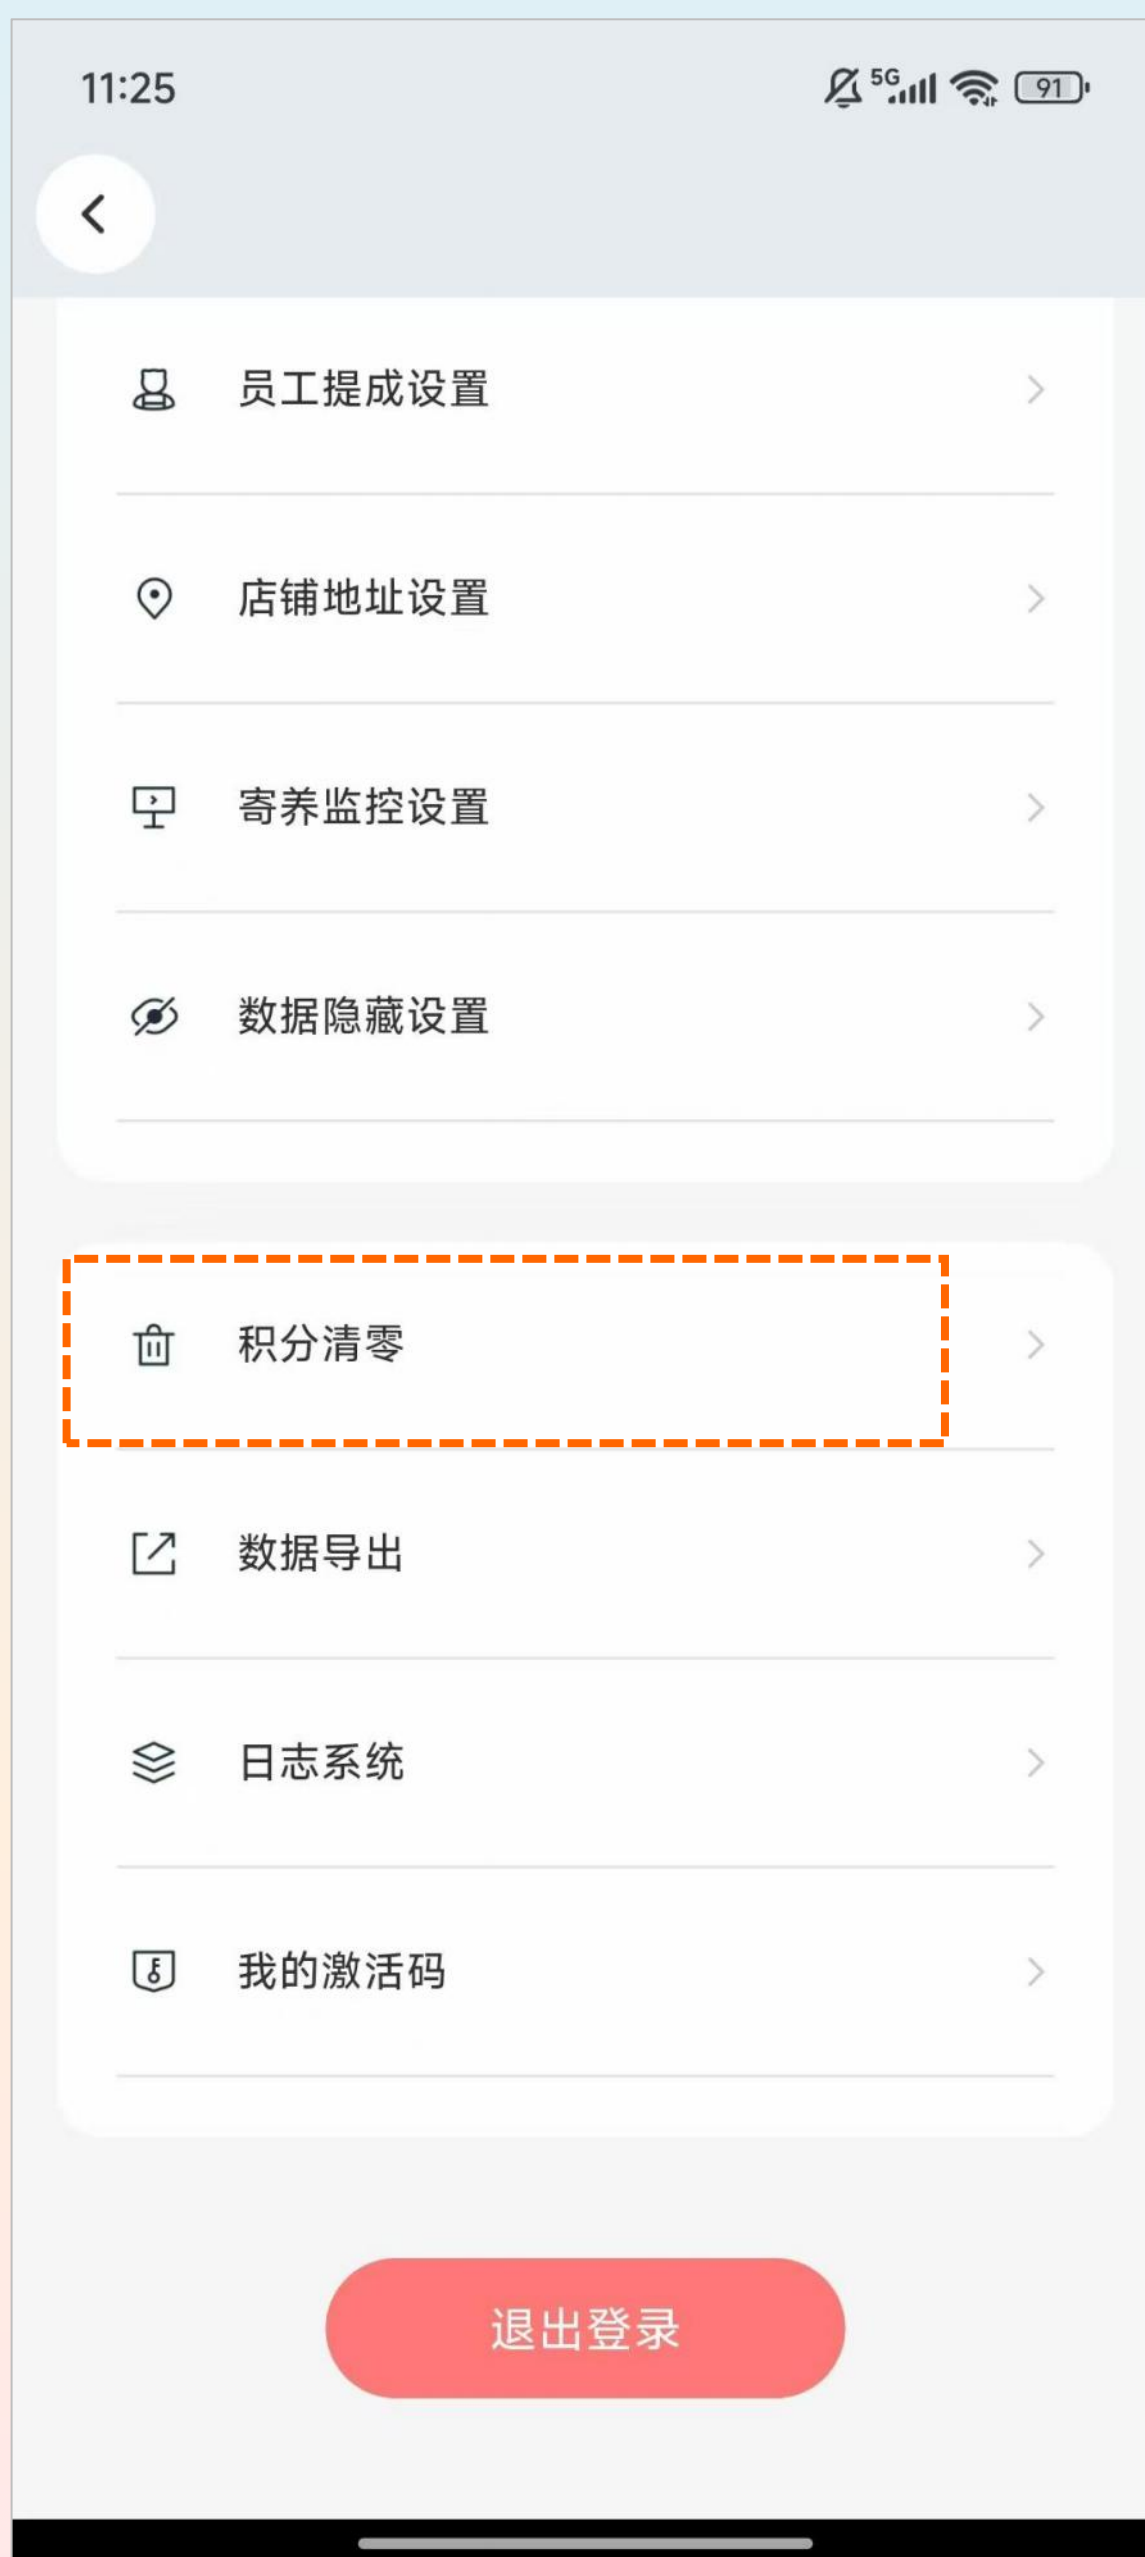 11:25
5G
91
员工提成设置
店铺地址设置
寄养监控设置
数据隐藏设置
积分清零
数据导出
日志系统
我的激活码
退出登录